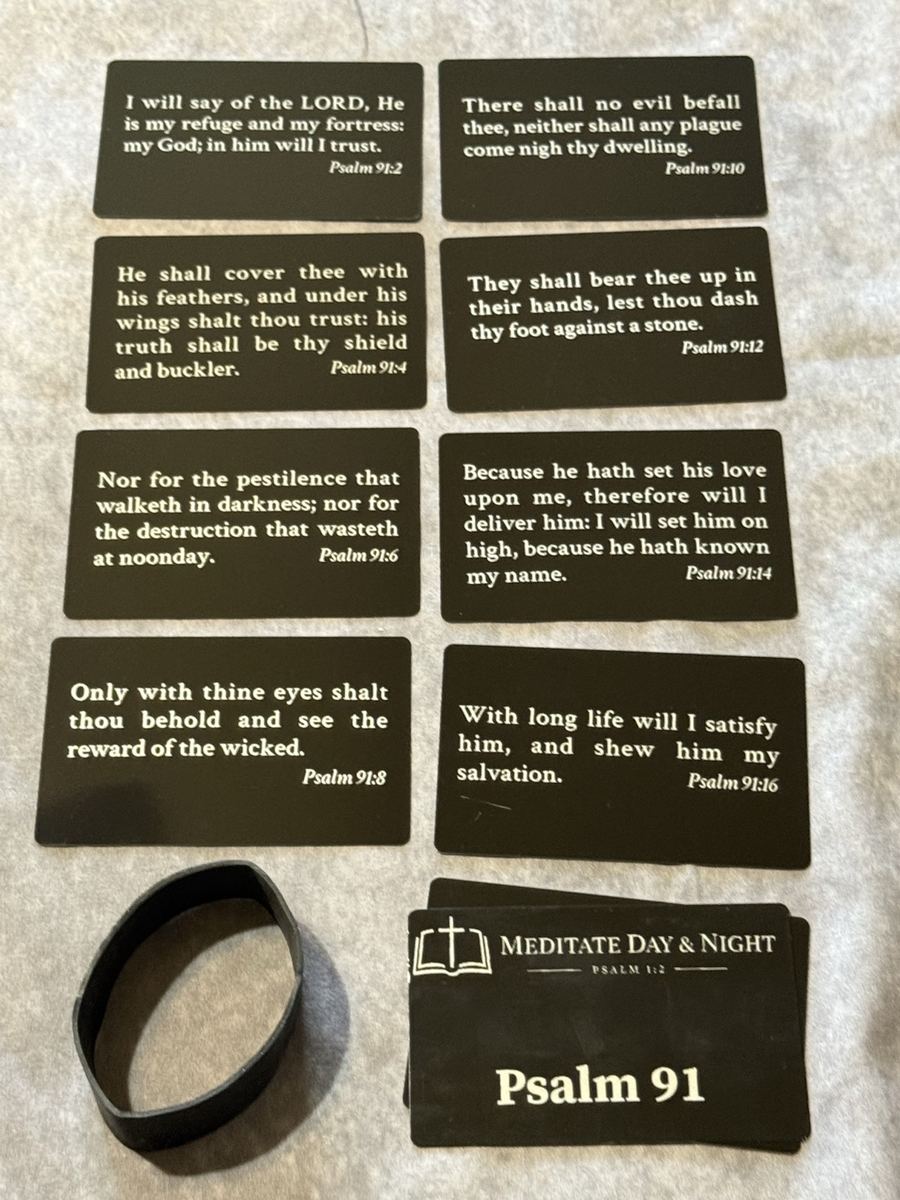 I will say of the LORD, He
is my refuge and my fortress:
my God; in him will I trust.
Psalm 91:2
He shall cover thee with
his feathers, and under his
wings shalt thou trust: his
truth shall be thy shield
and buckler. Psalm 91:4
Nor for the pestilence that
walketh in darkness; nor for
the destruction that wasteth
at noonday. Psalm 91:6
Only with thine eyes shalt
thou behold and see the
reward of the wicked.
Psalm 91:8
There shall no evil befall
thee, neither shall any plague
come nigh thy dwelling.
Psalm 91:10
They shall bear thee up in
their hands, lest thou dash
thy foot against a stone.
Psalm 91:12
Because he hath set his love
upon me, therefore will I
deliver him: I will set him on
high, because he hath known
my name. Psalm 91:14
With long life will I satisfy
him, and shew him my
salvation. Psalm 91:16
MEDITATE DAY & NIGHT
PSALM 1:2
Psalm 91